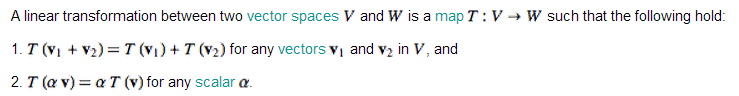 A linear transformation between two vector spaces V and W is a map T : V → W such that the following hold:
1. T (v₁ + v₂) = T (v₁) + T (v₂) for any vectors v₁ and v₂ in V, and
2. T (α v) = α T (v) for any scalar α.